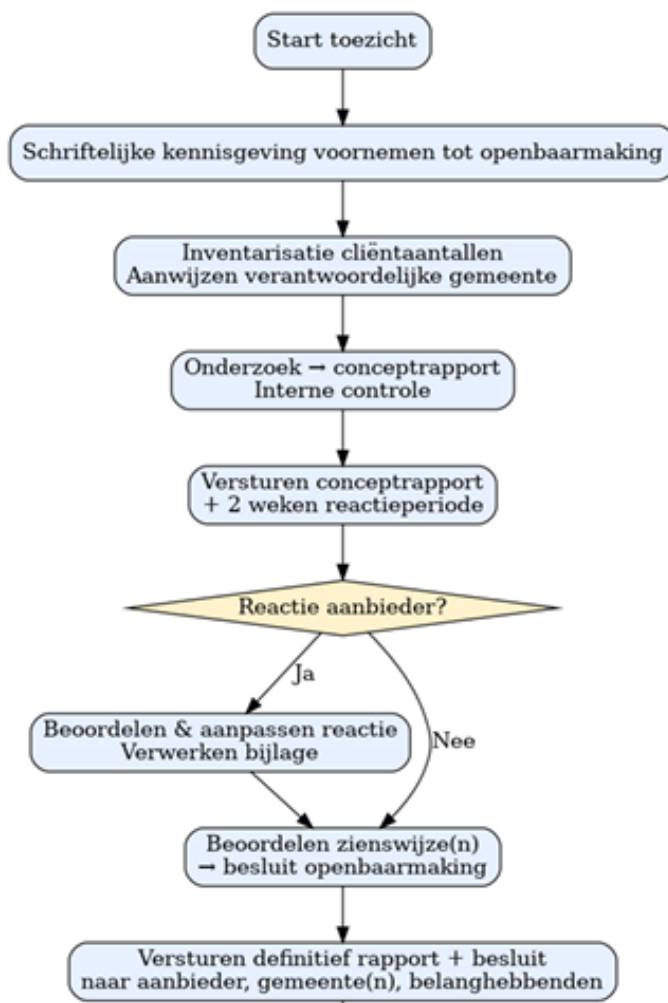 Start toezicht
Schriftelijke kennisgeving voornemen tot openbaarmaking
Inventarisatie cliëntaantallen
Aanwijzen verantwoordelijke gemeente
Onderzoek → conceptrapport
Interne controle
Versturen conceptrapport
+ 2 weken reactieperiode
Reactie aanbieder?
Ja
Beoordelen & aanpassen reactie
Verwerken bijlage
Nee
Beoordelen zienswijze(n)
→ besluit openbaarmaking
Versturen definitief rapport + besluit
naar aanbieder, gemeente(n), belanghebbenden